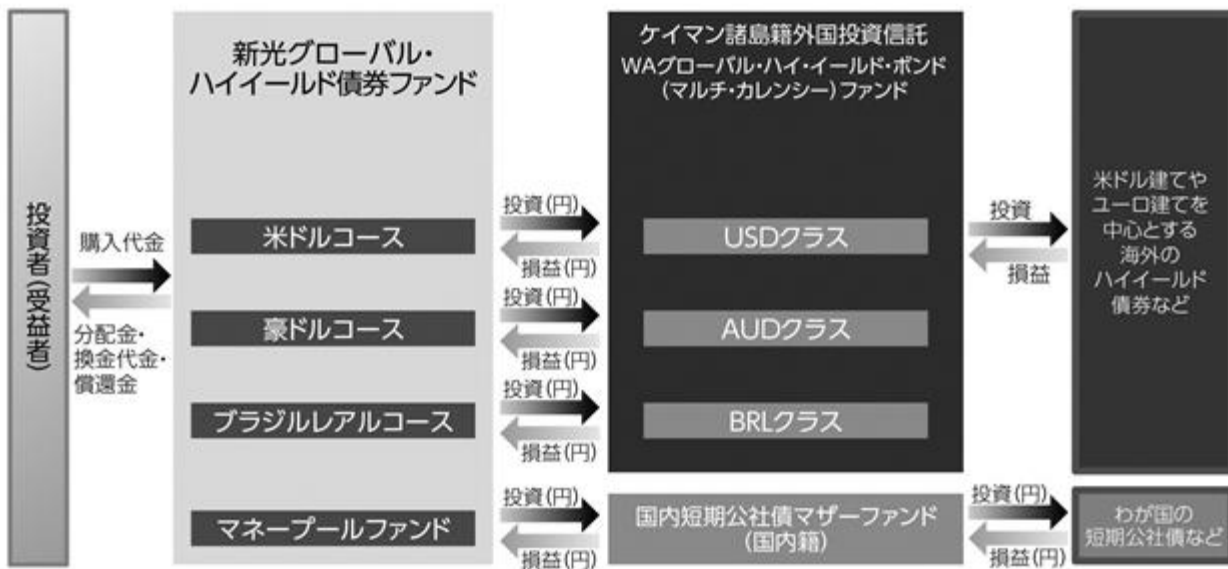 投資者(受益者)
購入代金
分配金・
換金代金・
償還金
新光グローバル・
ハイイールド債券ファンド
米ドルコース
豪ドルコース
ブラジルレアルコース
マネープールファンド
投資(円)
損益(円)
投資(円)
損益(円)
投資(円)
損益(円)
投資(円)
損益(円)
ケイマン諸島籍外国投資信託
WAグローバル・ハイ・イールド・ボンド
(マルチ・カレンシー)ファンド
USDクラス
AUDクラス
BRLクラス
国内短期公社債マザーファンド
(国内籍)
投資
損益
投資(円)
損益(円)
米ドル建てや
ユーロ建てを
中心とする
海外の
ハイイールド
債券など
わが国の
短期公社債など